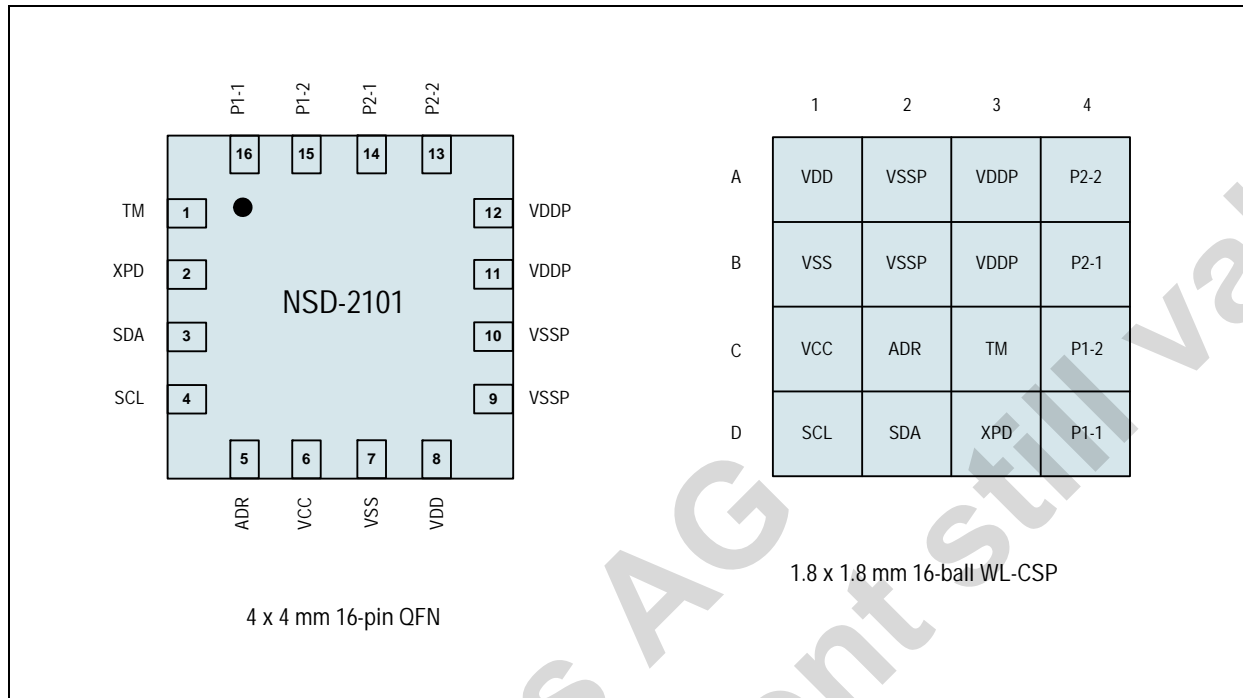 P1-1 P1-2 P2-1 P2-2
16 15 14 13
TM 1 12 VDDP
XPD 2 11 VDDP
NSD-2101
SDA 3 10 VSSP
SCL 4 9 VSSP
5 6 7 8
ADR VCC VSS VDD
4 x 4 mm 16-pin QFN
1 2 3 4
A VDD VSSP VDDP P2-2
B VSS VSSP VDDP P2-1
C VCC ADR TM P1-2
D SCL SDA XPD P1-1
1.8 x 1.8 mm 16-ball WL-CSP
AG
still